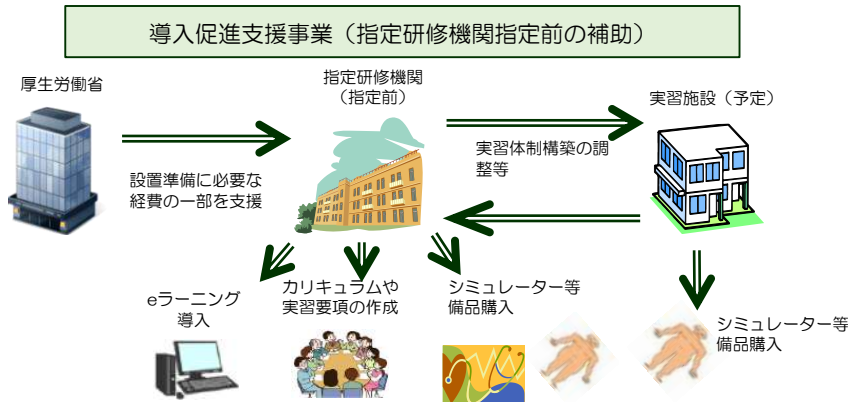 導入促進支援事業（指定研修機関指定前の補助）
厚生労働省
指定研修機関
（指定前）
実習施設（予定）
設置準備に必要な
経費の一部を支援
実習体制構築の調
整等
eラーニング
導入
カリキュラムや
実習要項の作成
シミュレーター等
備品購入
シミュレーター等
備品購入